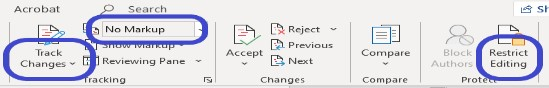 Acrobat Search Sh
No Markup
Show Markup
Reviewing Pane
Track Changes
Tracking
Accept
Reject
Previous
Next
Changes
Compare
Compare
Block Authors
Restrict Editing
Protect